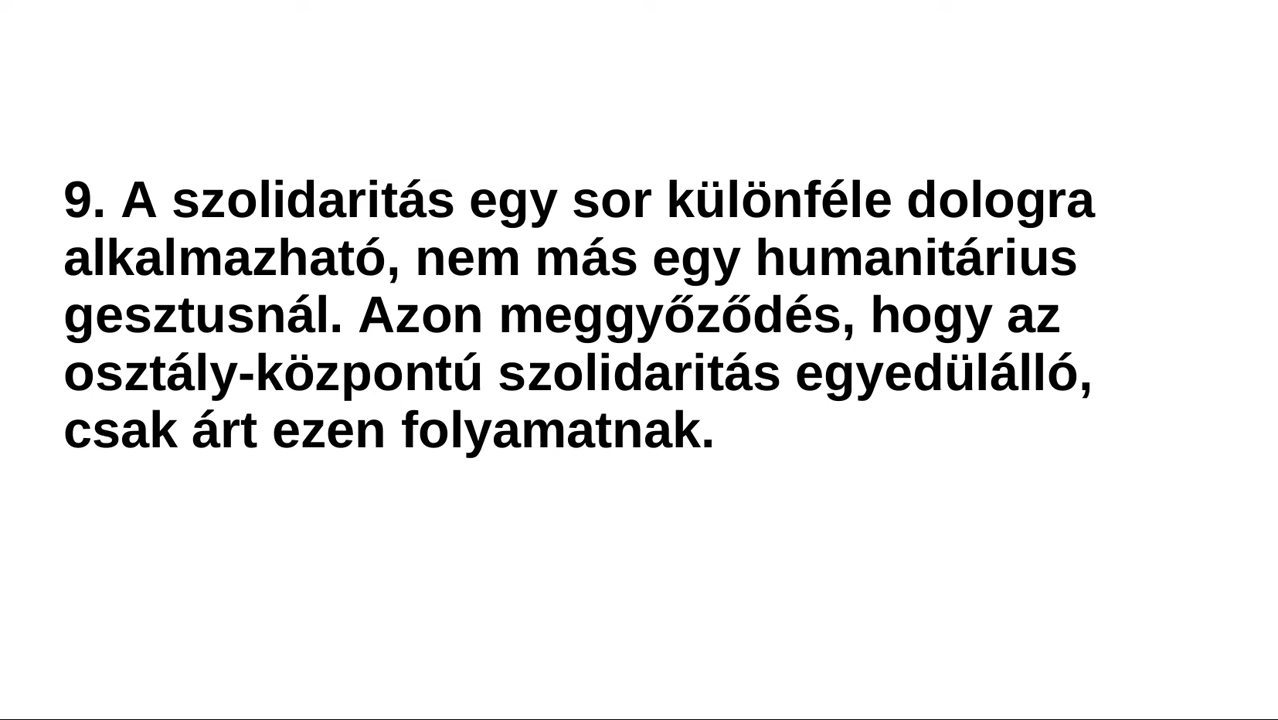 9. A szolidaritás egy sor különféle dologra
alkalmazható, nem más egy humanitárius
gesztusnál. Azon meggyőződés, hogy az
osztály-központú szolidaritás egyedülálló,
csak árt ezen folyamatnak.